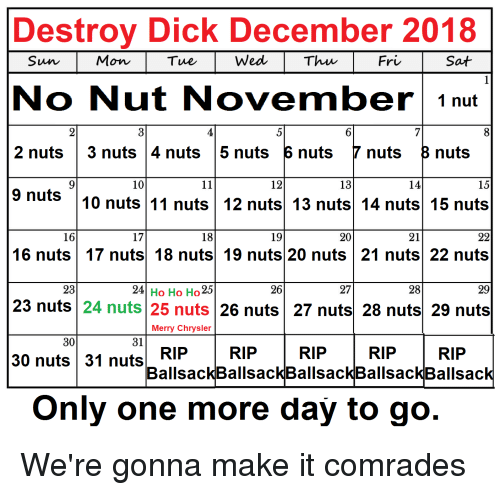 Destroy Dick December 2018
Sun Mon Tue Wed Thu Fri Sat
No Nut November 1 1 nut
2 3 4 5 6 7 8
2 nuts 3 nuts 4 nuts 5 nuts 6 nuts 7 nuts 8 nuts
9 10 11 12 13 14 15
9 nuts 10 nuts 11 nuts 12 nuts 13 nuts 14 nuts 15 nuts
16 17 18 19 20 21 22
16 nuts 17 nuts 18 nuts 19 nuts 20 nuts 21 nuts 22 nuts
23 24 Ho Ho Ho 25 26 27 28 29
23 nuts 24 nuts 25 nuts 26 nuts 27 nuts 28 nuts 29 nuts
Merry Chrysler
30 31
30 nuts 31 nuts RIP RIP RIP RIP RIP
Ballsack Ballsack Ballsack Ballsack Ballsack
Only one more day to go.
We're gonna make it comrades